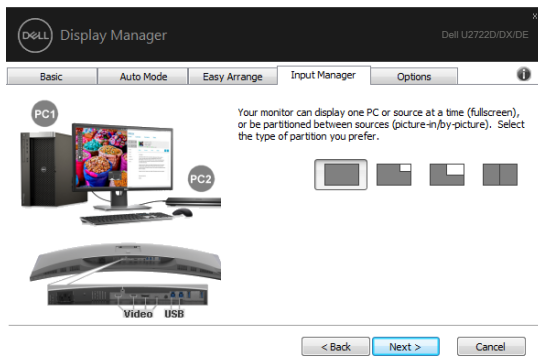 DELL Display Manager
Dell U2722D/DX/DE
Basic Auto Mode Easy Arrange Input Manager Options
PC1
Your monitor can display one PC or source at a time (fullscreen),
or be partitioned between sources (picture-in/by-picture). Select
the type of partition you prefer.
PC2
Video USB
< Back Next > Cancel